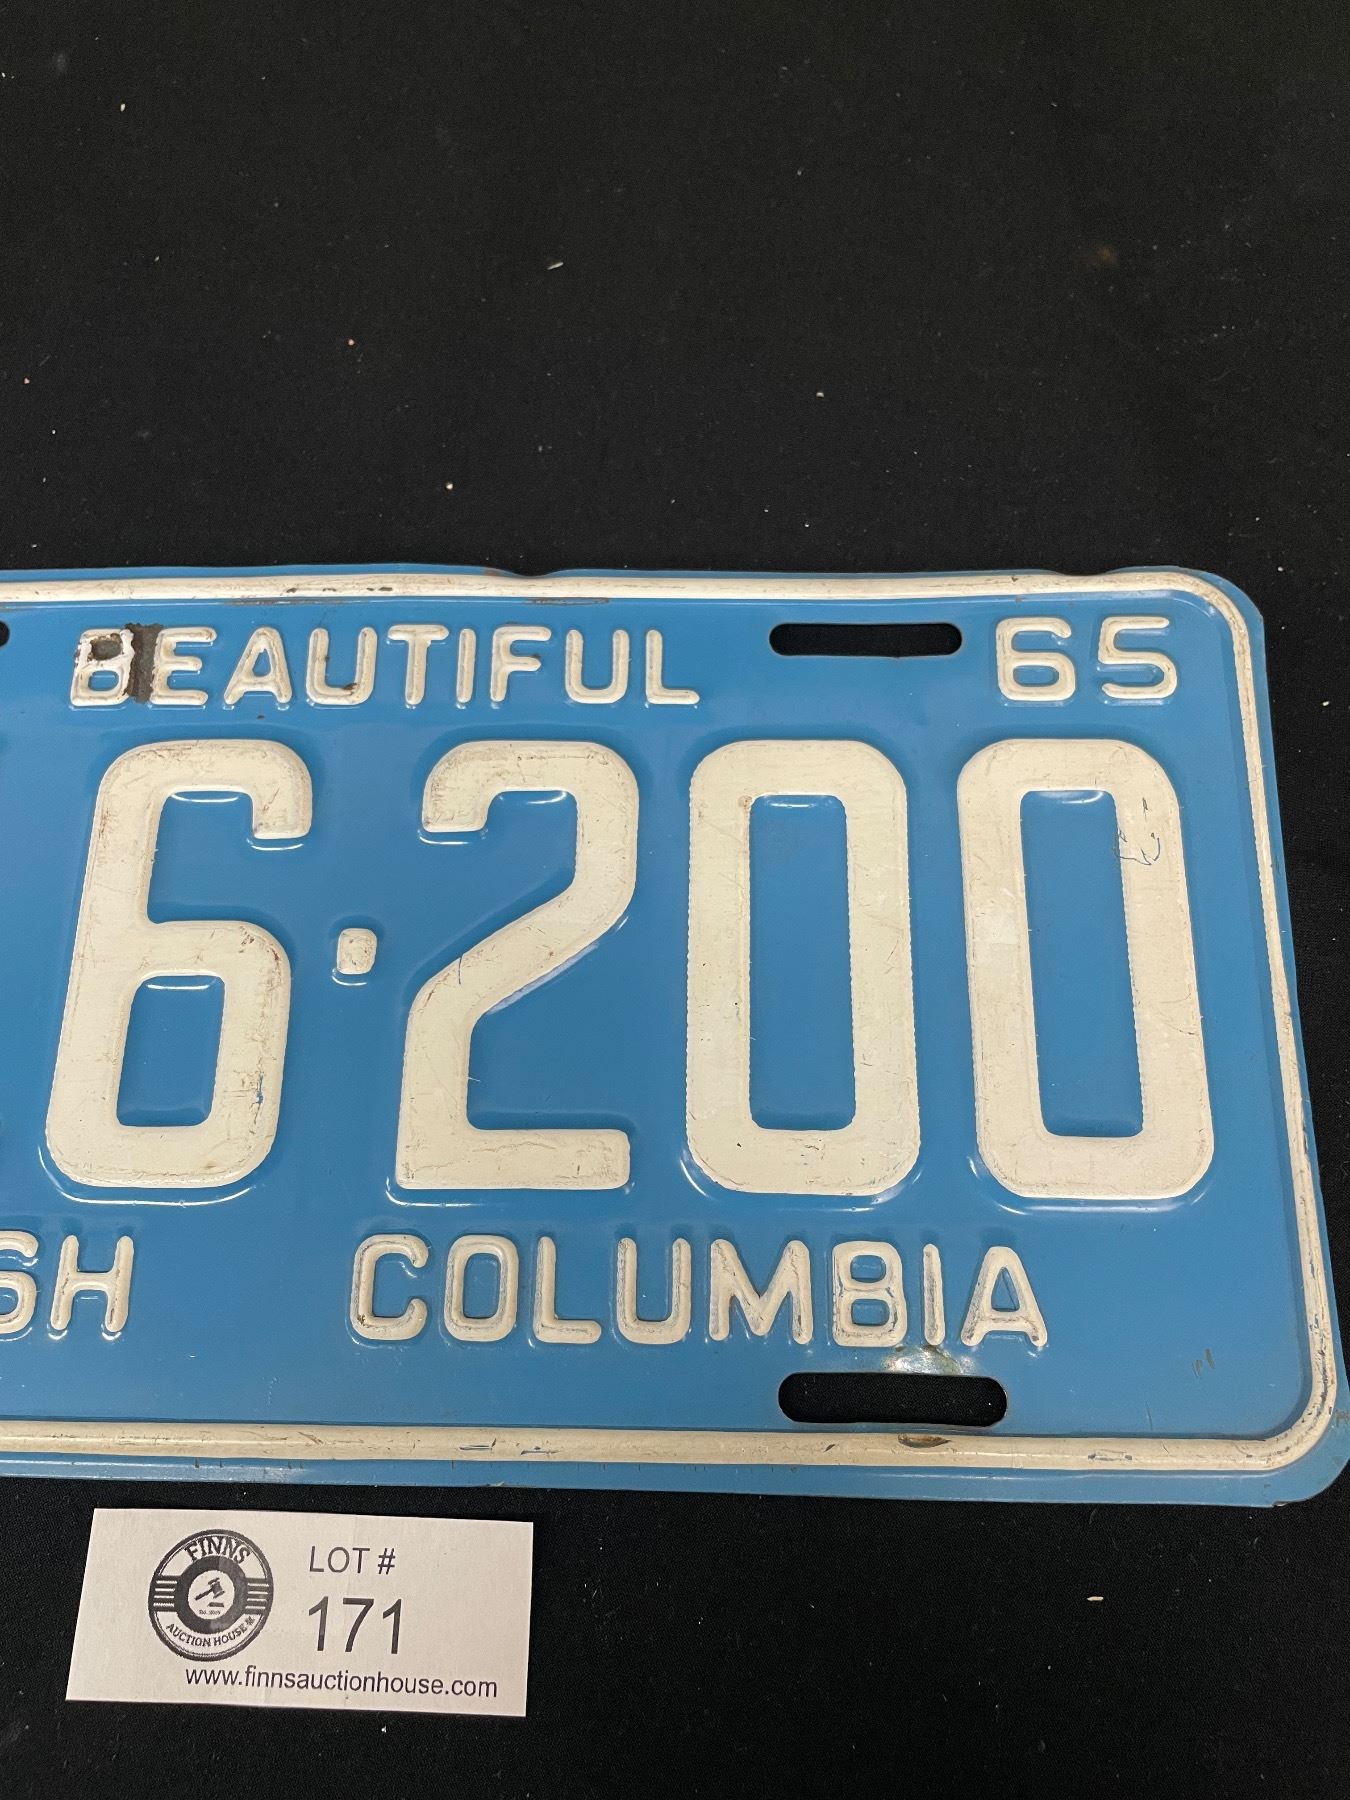 BEAUTIFUL 65
6·200
SH COLUMBIA
FINNS
AUCTION HOUSE
LOT #
171
www.finnsauctionhouse.com